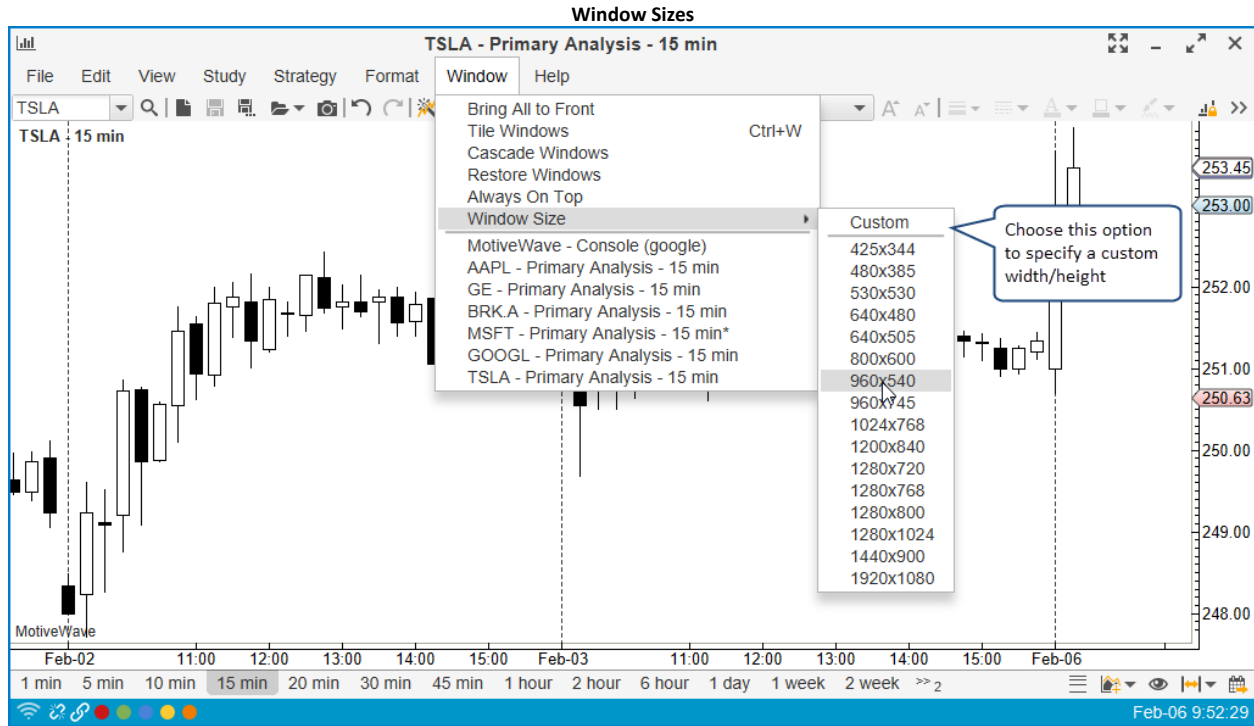 Window Sizes
TSLA - Primary Analysis - 15 min
File Edit View Study Strategy Format Window Help
TSLA
TSLA - 15 min
Bring All to Front
Tile Windows Ctrl+W
Cascade Windows
Restore Windows
Always On Top
Window Size
MotiveWave - Console (google)
AAPL - Primary Analysis - 15 min
GE - Primary Analysis - 15 min
BRK.A - Primary Analysis - 15 min
MSFT - Primary Analysis - 15 min*
GOOGL - Primary Analysis - 15 min
TSLA - Primary Analysis - 15 min
Custom
425x344
480x385
530x530
640x480
640x505
800x600
960x540
960x745
1024x768
1200x840
1280x720
1280x768
1280x800
1280x1024
1440x900
1920x1080
Choose this option
to specify a custom
width/height
253.45
253.00
252.00
251.00
250.63
250.00
249.00
248.00
MotiveWave
Feb-02 11:00 12:00 13:00 14:00 15:00 Feb-03 11:00 12:00 13:00 14:00 15:00 Feb-06
1 min 5 min 10 min 15 min 20 min 30 min 45 min 1 hour 2 hour 6 hour 1 day 1 week 2 week >> 2
Feb-06 9:52:29